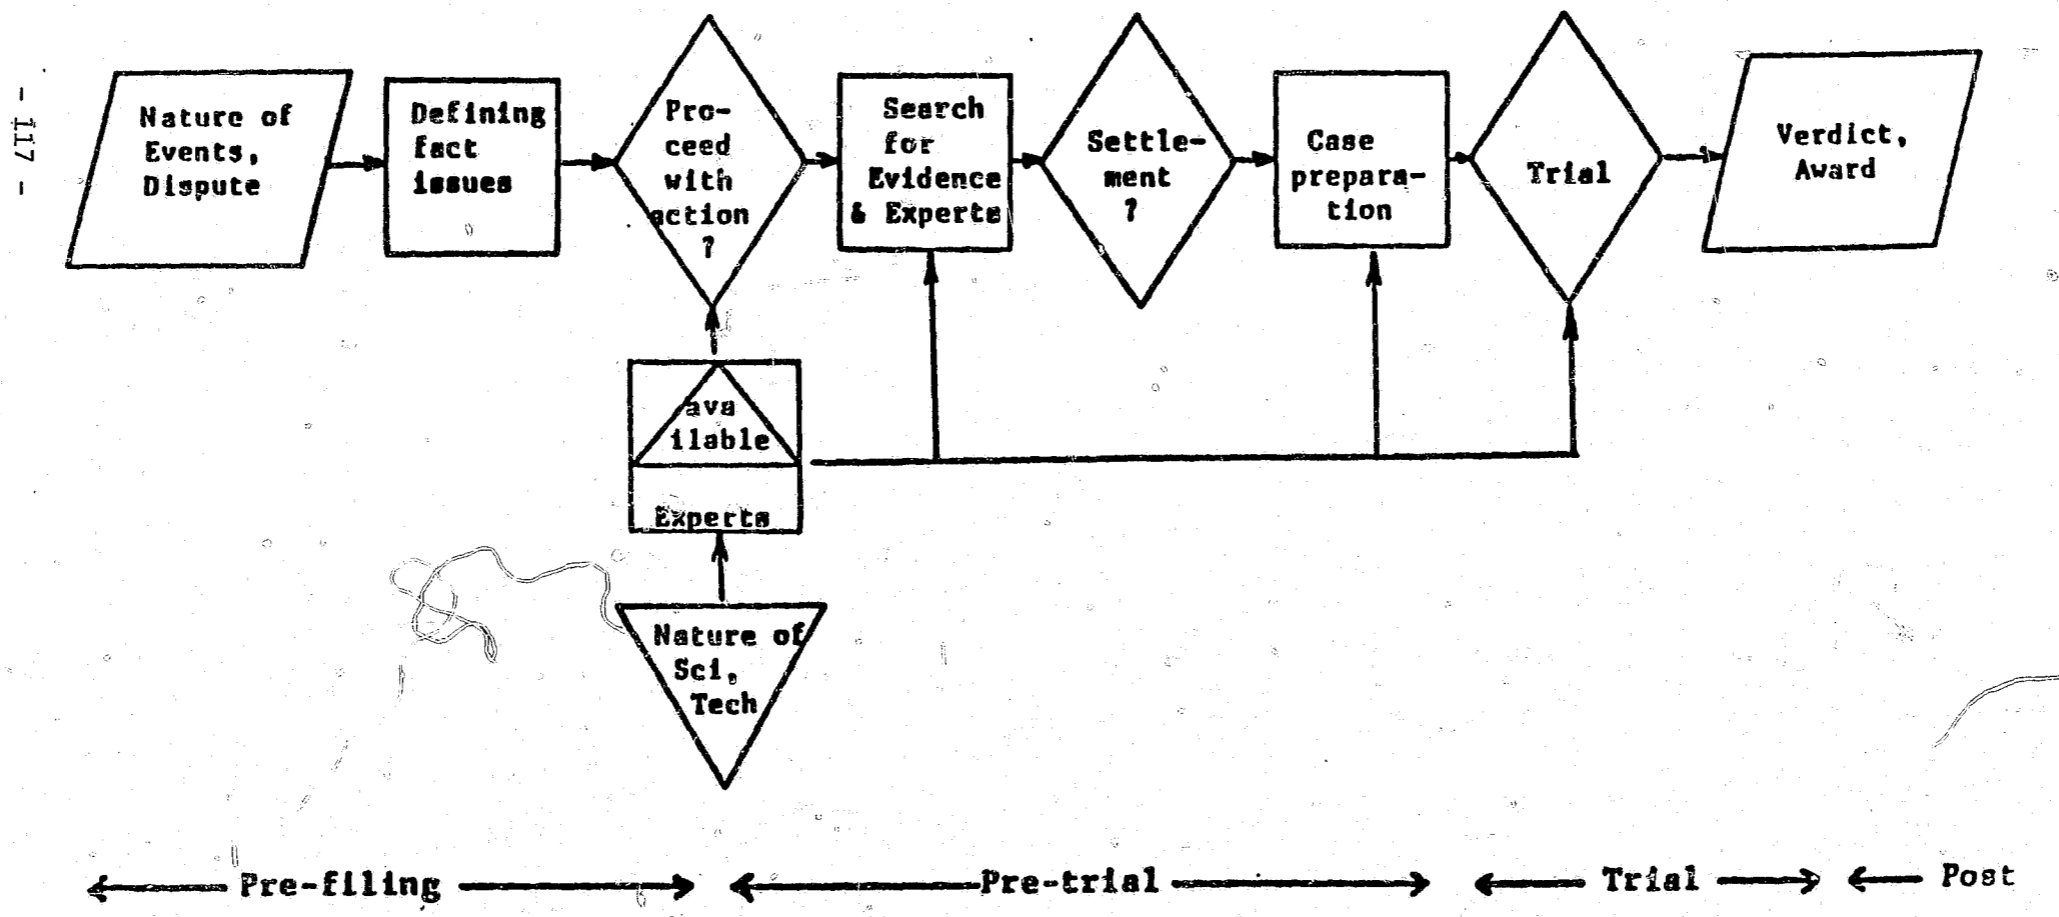 - 117 -
Nature of
Events,
Dispute
Defining
fact
issues
Pro-
ceed
with
action
?
Search
for
Evidence
& Experts
Settle-
ment
?
Case
prepara-
tion
Trial
Verdict,
Award
ava
ilable
Experts
Nature of
Sci,
Tech
Pre-filing
Pre-trial
Trial
Post